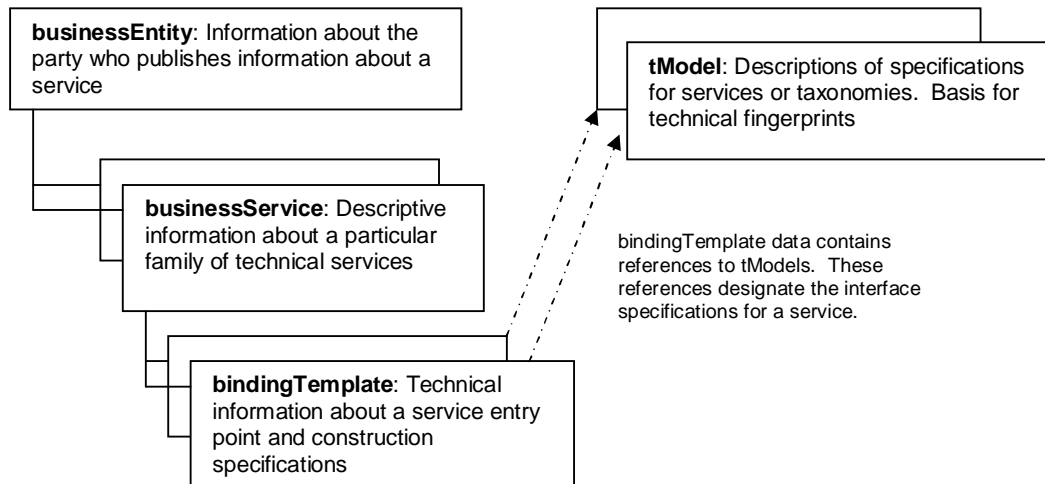 businessEntity: Information about the
party who publishes information about a
service
tModel: Descriptions of specifications
for services or taxonomies.  Basis for
technical fingerprints
businessService: Descriptive
information about a particular
family of technical services
bindingTemplate data contains
references to tModels.  These
references designate the interface
specifications for a service.
bindingTemplate: Technical
information about a service entry
point and construction
specifications